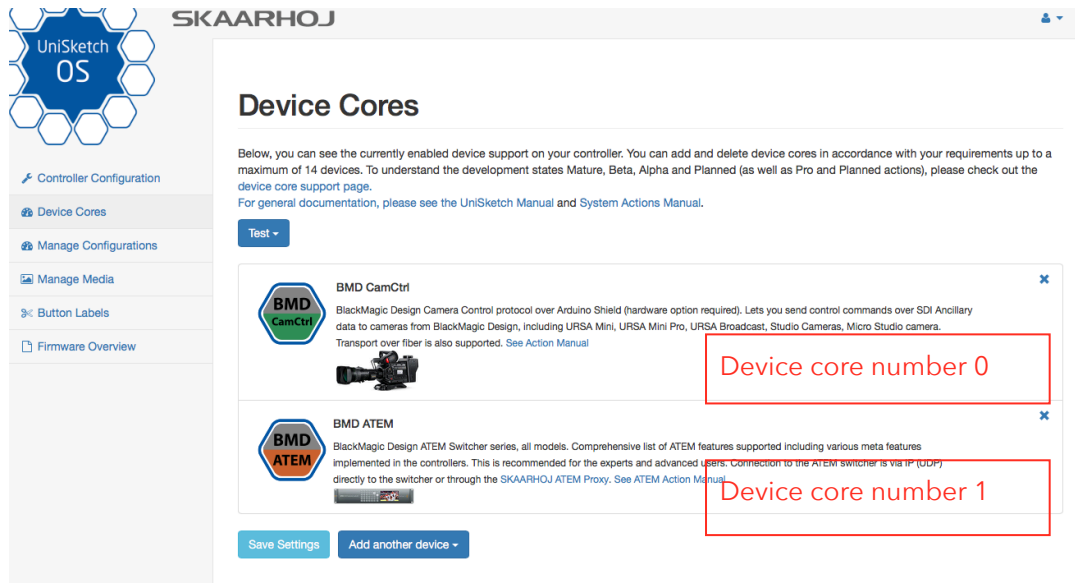 SKAARHOJ
UniSketch
OS
Controller Configuration
Device Cores
Manage Configurations
Manage Media
Button Labels
Firmware Overview
Device Cores
Below, you can see the currently enabled device support on your controller. You can add and delete device cores in accordance with your requirements up to a
maximum of 14 devices. To understand the development states Mature, Beta, Alpha and Planned (as well as Pro and Planned actions), please check out the
device core support page.
For general documentation, please see the UniSketch Manual and System Actions Manual.
Test
BMD
CamCtrl
BMD CamCtrl
BlackMagic Design Camera Control protocol over Arduino Shield (hardware option required). Lets you send control commands over SDI Ancillary
data to cameras from BlackMagic Design, including URSA Mini, URSA Mini Pro, URSA Broadcast, Studio Cameras, Micro Studio camera.
Transport over fiber is also supported. See Action Manual
Device core number 0
BMD
ATEM
BMD ATEM
BlackMagic Design ATEM Switcher series, all models. Comprehensive list of ATEM features supported including various meta features
implemented in the controllers. This is recommended for the experts and advanced users. Connection to the ATEM switcher is via IP (UDP)
directly to the switcher or through the SKAARHOJ ATEM Proxy. See ATEM Action Manual
Device core number 1
Save Settings
Add another device